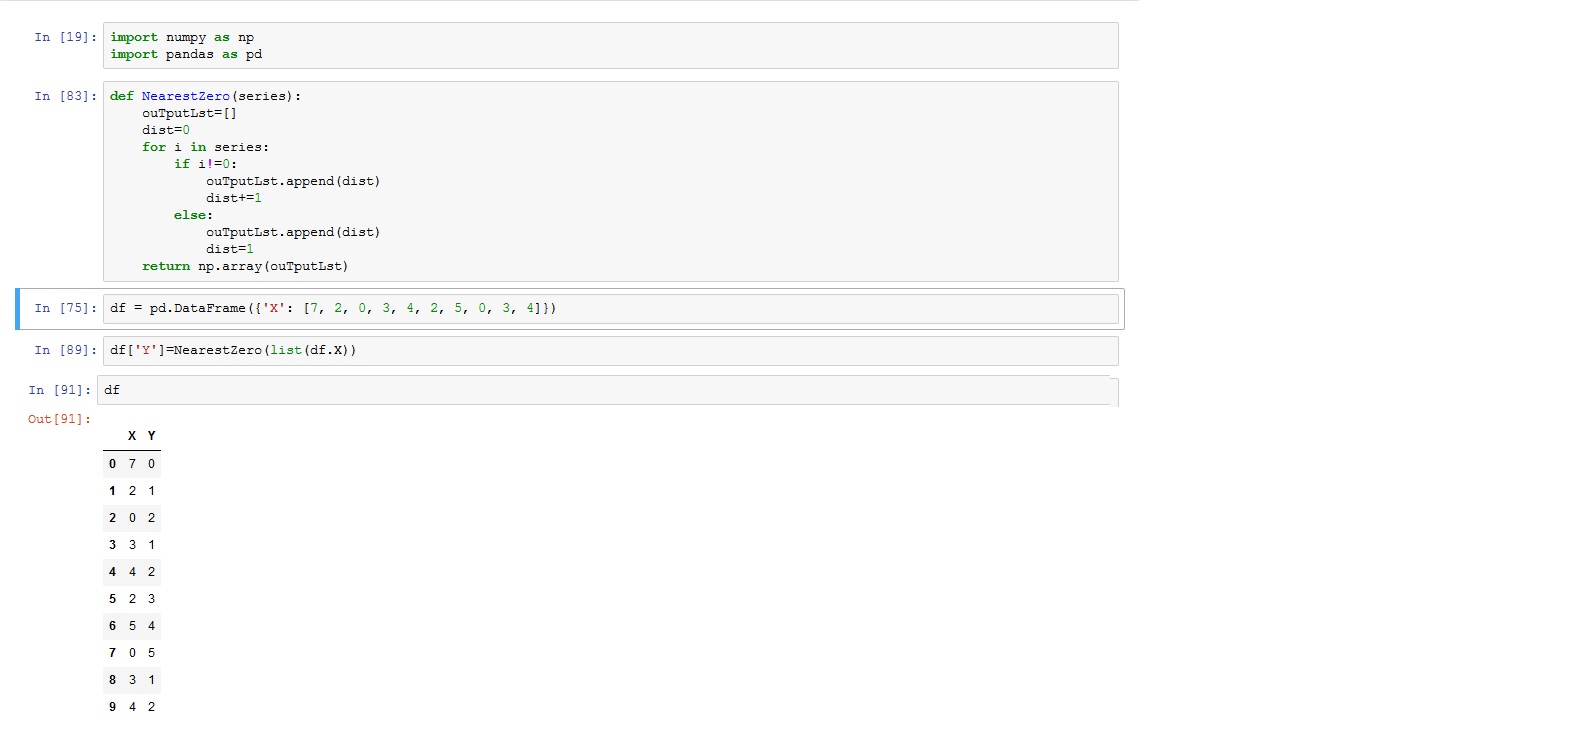 In [19]: import numpy as np
import pandas as pd
In [83]: def NearestZero(series):
    ouTputLst=[]
    dist=0
    for i in series:
        if i!=0:
            ouTputLst.append(dist)
            dist+=1
        else:
            ouTputLst.append(dist)
            dist=1
    return np.array(ouTputLst)
In [75]: df = pd.DataFrame({'X': [7, 2, 0, 3, 4, 2, 5, 0, 3, 4]})
In [89]: df['Y']=NearestZero(list(df.X))
In [91]: df
Out[91]:
X Y
0 7 0
1 2 1
2 0 2
3 3 1
4 4 2
5 2 3
6 5 4
7 0 5
8 3 1
9 4 2